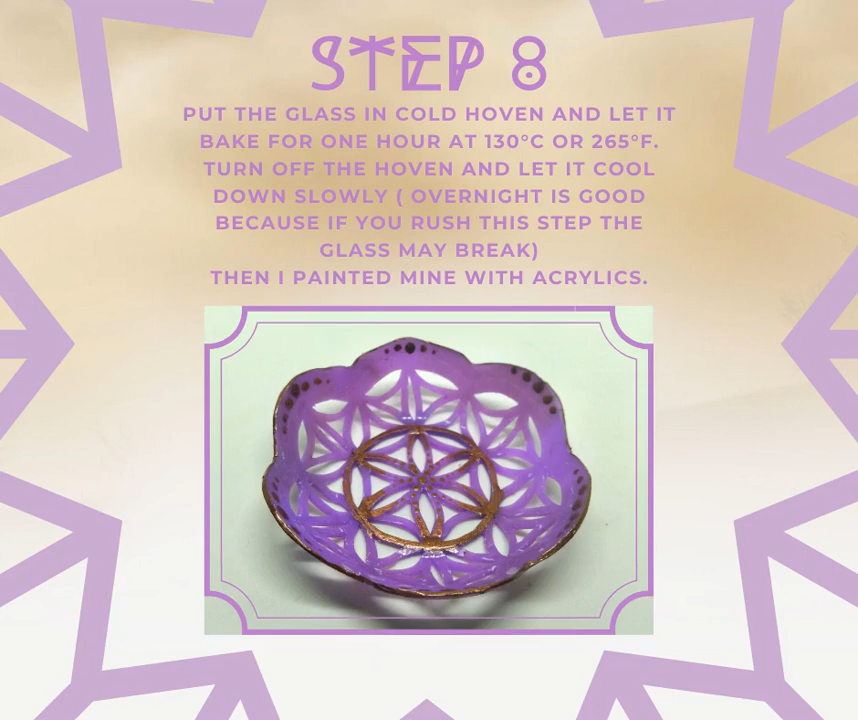 STEP 8
PUT THE GLASS IN COLD HOVEN AND LET IT
BAKE FOR ONE HOUR AT 130°C OR 265°F.
TURN OFF THE HOVEN AND LET IT COOL
DOWN SLOWLY ( OVERNIGHT IS GOOD
BECAUSE IF YOU RUSH THIS STEP THE
GLASS MAY BREAK)
THEN I PAINTED MINE WITH ACRYLICS.